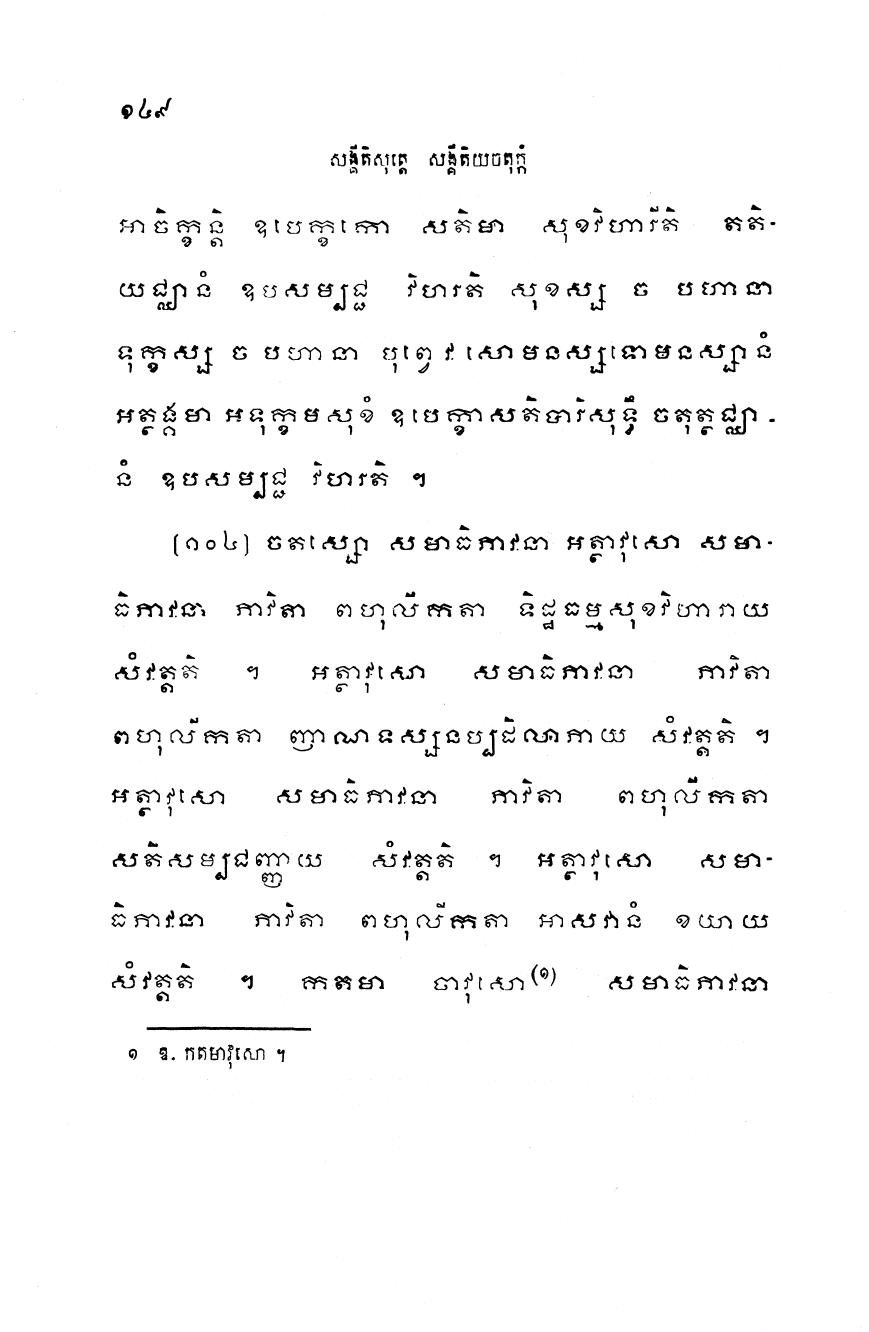 ១៤៩
សង្គីតិសុត្តេ សង្គីតិយចតុក្កំ
អាចិក្ខន្តិ ឧបេក្ខកោ សតិមា សុខវិហារីតិ តតិ-
យជ្ឈានំ ឧបសម្បជ្ជ វិហរតិ សុខស្ស ច បហានា
ទុក្ខស្ស ច បហានា បុព្វេវ សោមនស្សទោមនស្សានំ
អត្ថង្គមា អទុក្ខមសុខំ ឧបេក្ខាសតិបារិសុទ្ធឹ ចតុត្ថជ្ឈា-
នំ ឧបសម្បជ្ជ វិហរតិ ។
(១០៤) ចតស្សោ សមាធិភាវនា អត្ថាវុសោ សមា-
ធិភាវនា ភាវិតា ពហុលីកតា ទិដ្ឋធម្មសុខវិហារាយ
សំវត្តតិ ។ អត្ថាវុសោ សមាធិភាវនា ភាវិតា
ពហុលីកតា ញាណទស្សនប្បដិលាភាយ សំវត្តតិ ។
អត្ថាវុសោ សមាធិភាវនា ភាវិតា ពហុលីកតា
សតិសម្បជញ្ញាយ សំវត្តតិ ។ អត្ថាវុសោ សមា-
ធិភាវនា ភាវិតា ពហុលីកតា អាសវានំ ខយាយ
សំវត្តតិ ។ កតមា ចាវុសោ(១) សមាធិភាវនា
១ ឱ. កតមាវុសោ ។